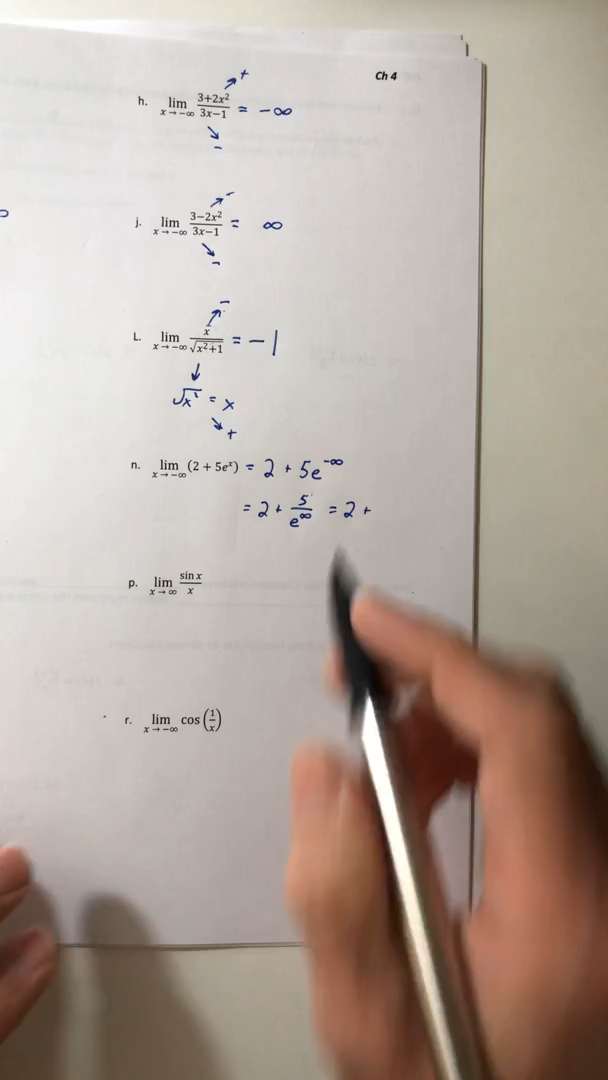 Ch 4
h. lim x→−∞ (3+2x²)/(3x−1) = −∞
+
−
j. lim x→−∞ (3−2x²)/(3x−1) = ∞
−
−
L. lim x→−∞ x/√(x²+1) = −1
−
√x² = x
+
n. lim x→−∞ (2 + 5eˣ) = 2 + 5e^−∞
= 2 + 5/e^∞ = 2 +
p. lim x→∞ sin x/x
r. lim x→−∞ cos(1/x)